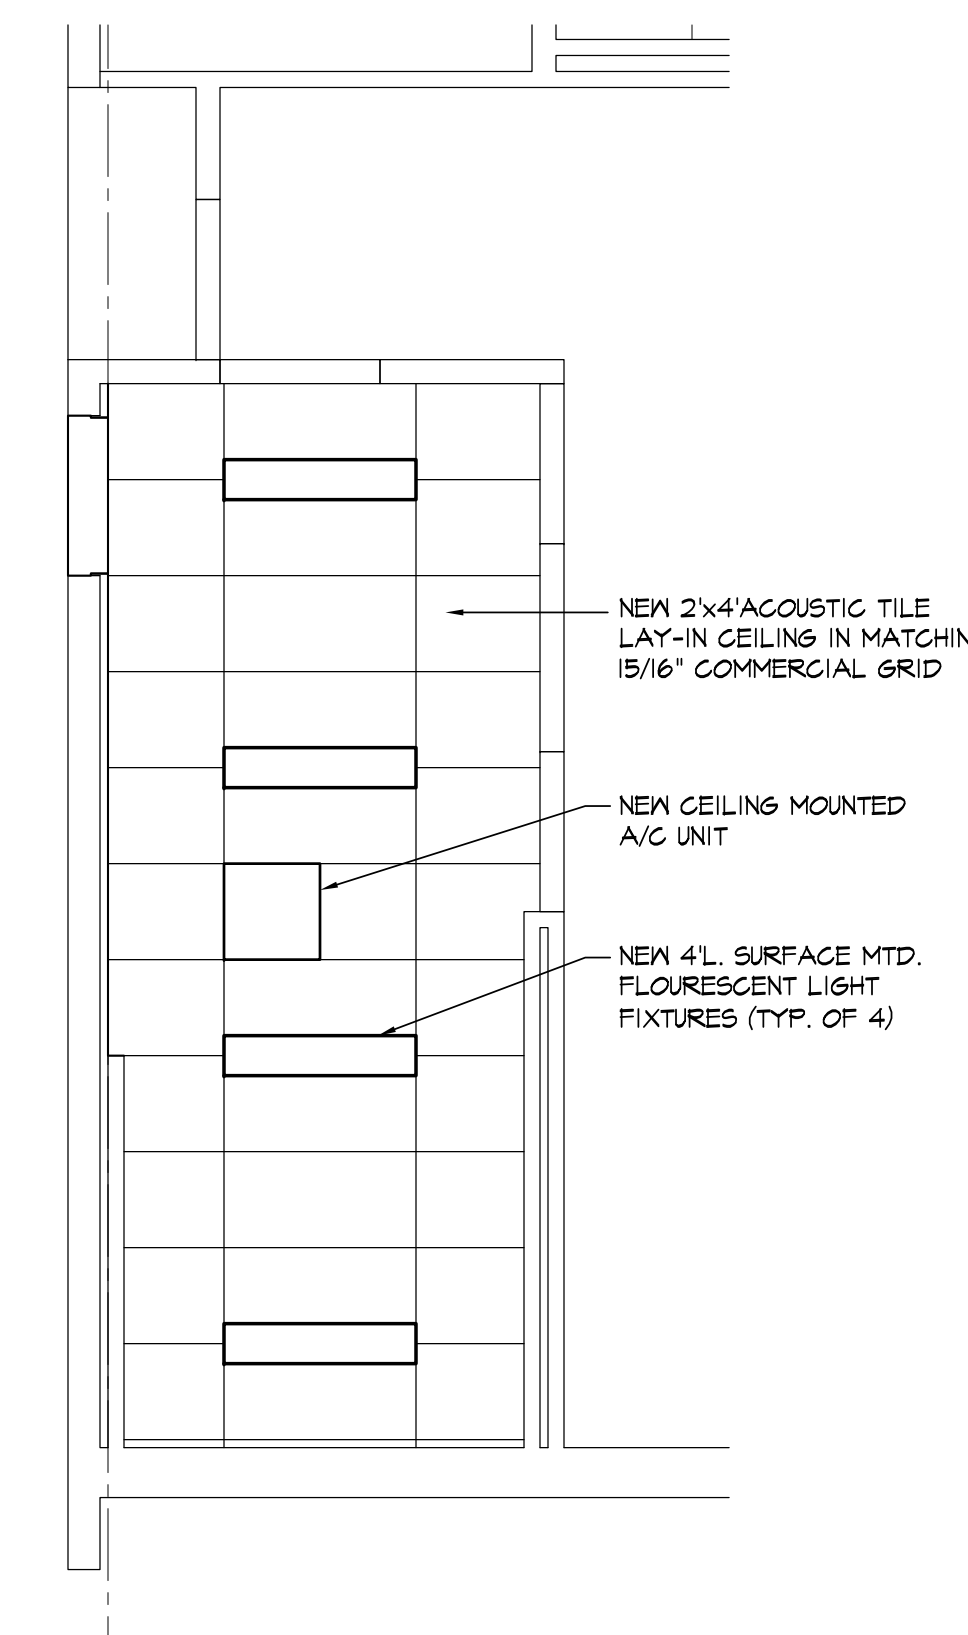 NEW 2'x4'ACOUSTIC TILE
LAY-IN CEILING IN MATCHIN
15/16" COMMERCIAL GRID
NEW CEILING MOUNTED
A/C UNIT
NEW 4'L. SURFACE MTD.
FLOURESCENT LIGHT
FIXTURES (TYP. OF 4)